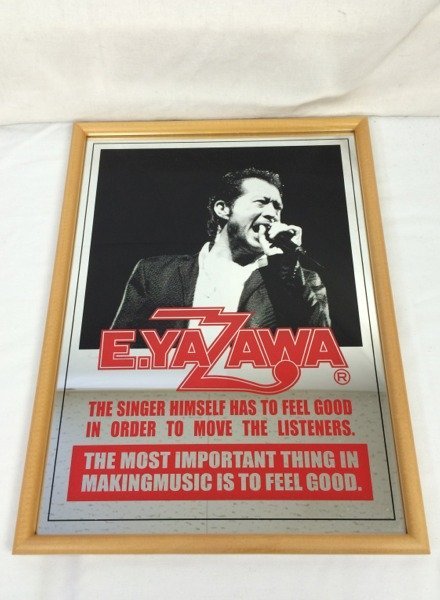 E.YAZAWA®
THE SINGER HIMSELF HAS TO FEEL GOOD
IN ORDER TO MOVE THE LISTENERS.
THE MOST IMPORTANT THING IN
MAKINGMUSIC IS TO FEEL GOOD.